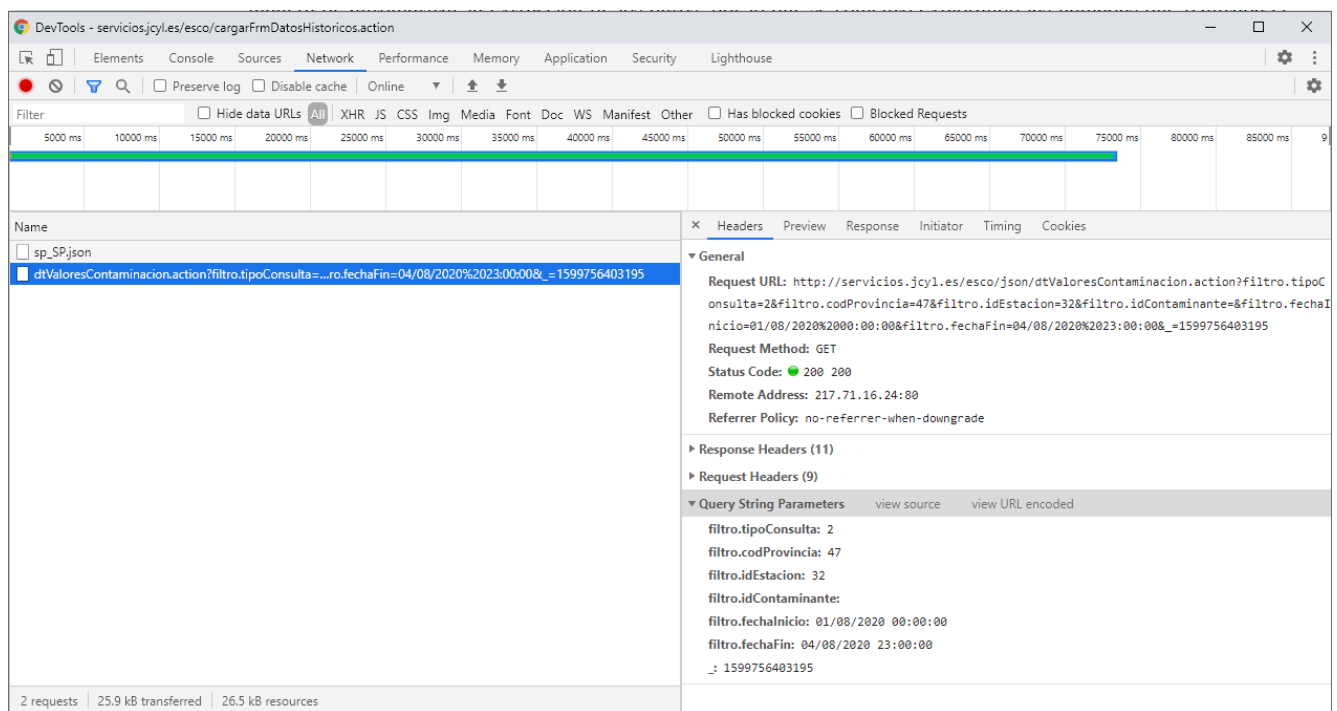 DevTools - servicios.jcyl.es/esco/cargarFrmDatosHistoricos.action
Elements Console Sources Network Performance Memory Application Security Lighthouse
Preserve log Disable cache Online
Filter Hide data URLs All XHR JS CSS Img Media Font Doc WS Manifest Other Has blocked cookies Blocked Requests
5000 ms 10000 ms 15000 ms 20000 ms 25000 ms 30000 ms 35000 ms 40000 ms 45000 ms 50000 ms 55000 ms 60000 ms 65000 ms 70000 ms 75000 ms 80000 ms 85000 ms 9
Name
sp_SP.json
dtValoresContaminacion.action?filtro.tipoConsulta=...ro.fechaFin=04/08/2020%2023:00:00&_=1599756403195
2 requests 25.9 kB transferred 26.5 kB resources
× Headers Preview Response Initiator Timing Cookies
General
Request URL: http://servicios.jcyl.es/esco/json/dtValoresContaminacion.action?filtro.tipoC
onsulta=2&filtro.codProvincia=47&filtro.idEstacion=32&filtro.idContaminante=&filtro.fechaI
nicio=01/08/2020%2000:00:00&filtro.fechaFin=04/08/2020%2023:00:00&_=1599756403195
Request Method: GET
Status Code: 200 200
Remote Address: 217.71.16.24:80
Referrer Policy: no-referrer-when-downgrade
Response Headers (11)
Request Headers (9)
Query String Parameters view source view URL encoded
filtro.tipoConsulta: 2
filtro.codProvincia: 47
filtro.idEstacion: 32
filtro.idContaminante:
filtro.fechaInicio: 01/08/2020 00:00:00
filtro.fechaFin: 04/08/2020 23:00:00
_: 1599756403195